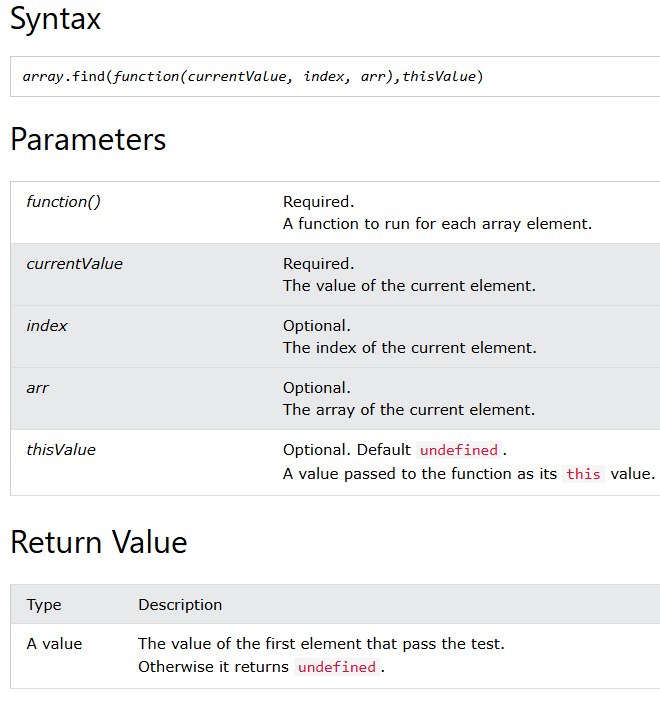 Syntax
array.find(function(currentValue, index, arr),thisValue)
Parameters
function() Required.
A function to run for each array element.
currentValue Required.
The value of the current element.
index Optional.
The index of the current element.
arr Optional.
The array of the current element.
thisValue Optional. Default undefined.
A value passed to the function as its this value.
Return Value
Type Description
A value The value of the first element that pass the test.
Otherwise it returns undefined.